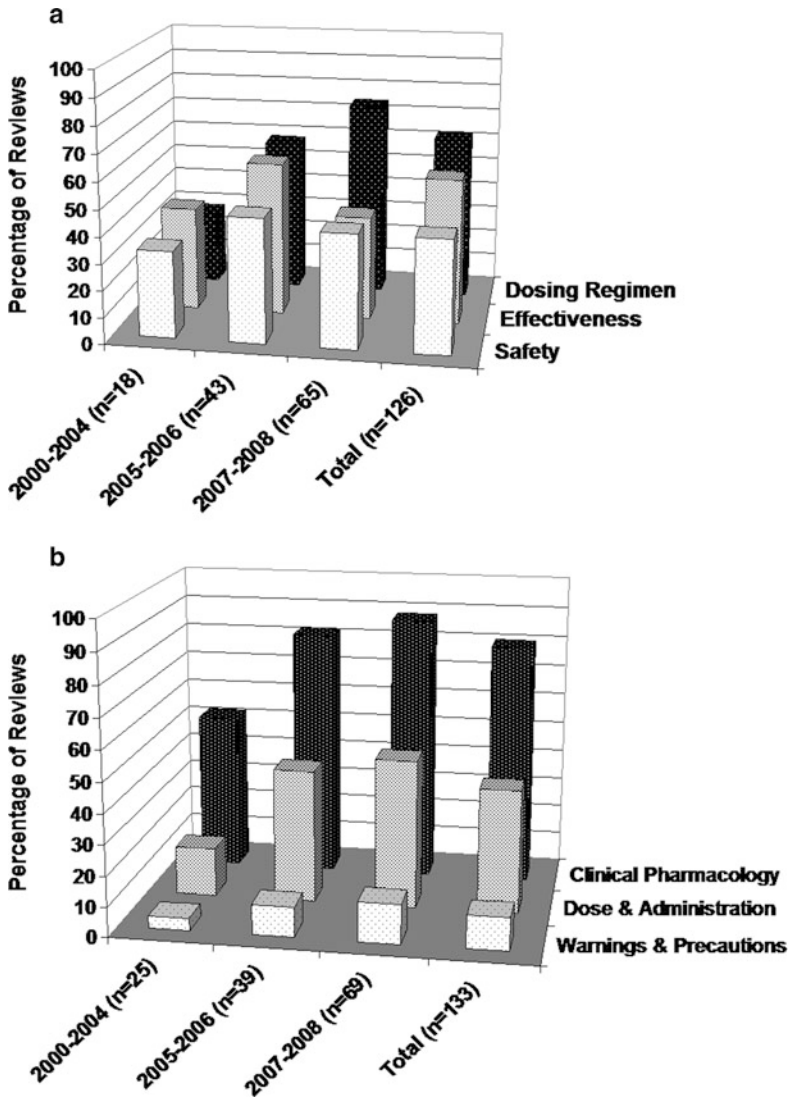 a
Percentage of Reviews
100
90
80
70
60
50
40
30
20
10
0
Dosing Regimen
Effectiveness
Safety
2000-2004 (n=18)
2005-2006 (n=43)
2007-2008 (n=65)
Total (n=126)
b
Percentage of Reviews
100
90
80
70
60
50
40
30
20
10
0
Clinical Pharmacology
Dose & Administration
Warnings & Precautions
2000-2004 (n=25)
2005-2006 (n=39)
2007-2008 (n=69)
Total (n=133)